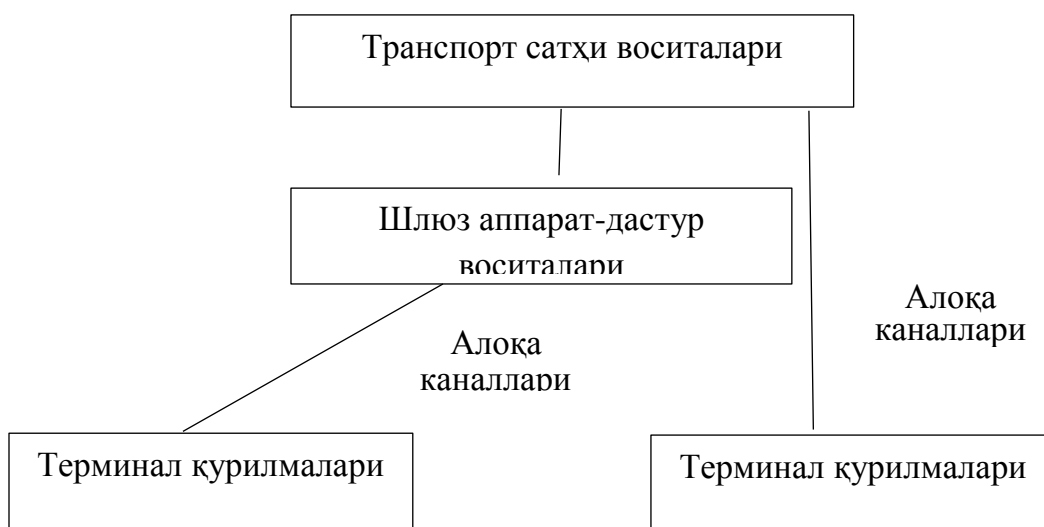 Транспорт сатҳи воситалари
Шлюз аппарат-дастур
воситалари
Алоқа
каналлари
Алоқа
каналлари
Терминал қурилмалари
Терминал қурилмалари